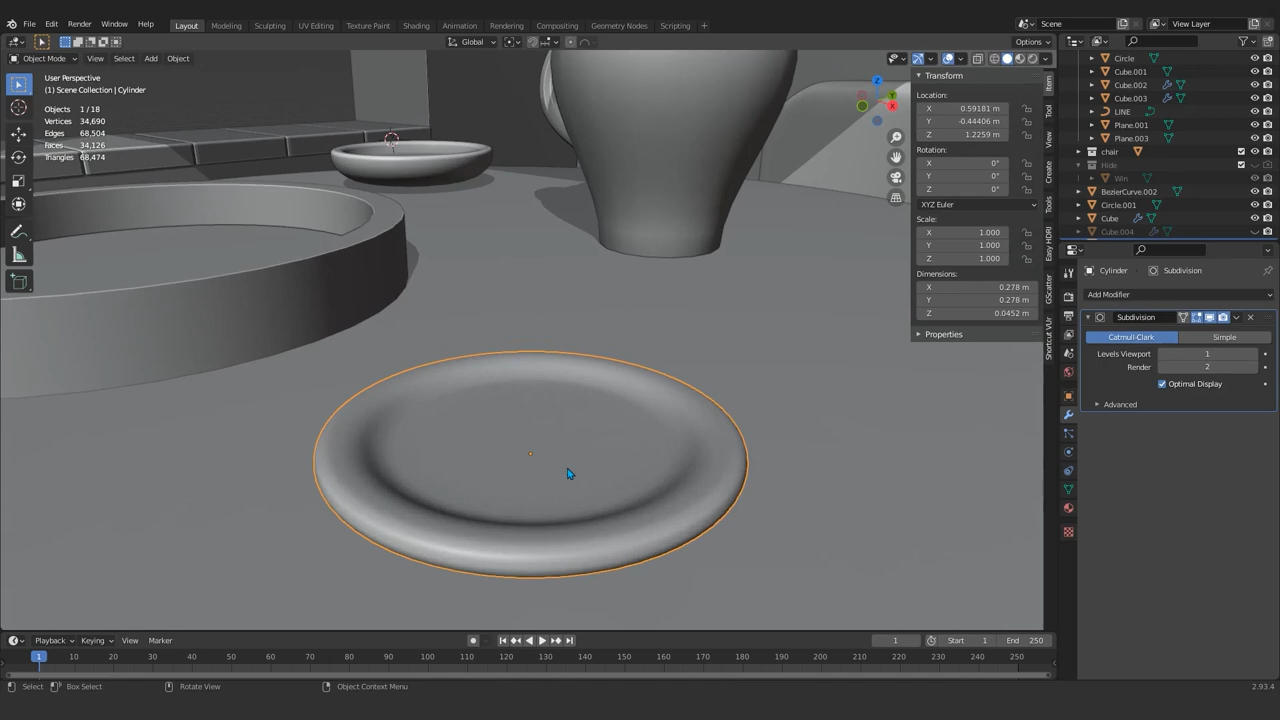 File Edit Render Window Help Layout Modeling Sculpting UV Editing Texture Paint Shading Animation Rendering Compositing Geometry Nodes Scripting + Scene View Layer
Global Options
Object Mode View Select Add Object
User Perspective
(1) Scene Collection | Cylinder
Objects 1 / 18
Vertices 34,690
Edges 68,504
Faces 34,126
Triangles 68,474
Transform
Location:
X 0.59181 m
Y -0.44406 m
Z 1.2259 m
Rotation:
X 0°
Y 0°
Z 0°
XYZ Euler
Scale:
X 1.000
Y 1.000
Z 1.000
Dimensions:
X 0.278 m
Y 0.278 m
Z 0.0452 m
Properties
Item
Tool
View
Create
Tools
Easy HDRI
GScatter
Shortcut VUr
Z
Y
X
Circle
Cube.001
Cube.002
Cube.003
LINE
Plane.001
Plane.003
chair
Hide
Win
BezierCurve.002
Circle.001
Cube
Cube.004
Cylinder Subdivision
Add Modifier
Subdivision
Catmull-Clark Simple
Levels Viewport 1
Render 2
Optimal Display
Advanced
Playback Keying View Marker 1 Start 1 End 250
1 10 20 30 40 50 60 70 80 90 100 110 120 130 140 150 160 170 180 190 200 210 220 230 240 250
Select Box Select Rotate View Object Context Menu 2.93.4